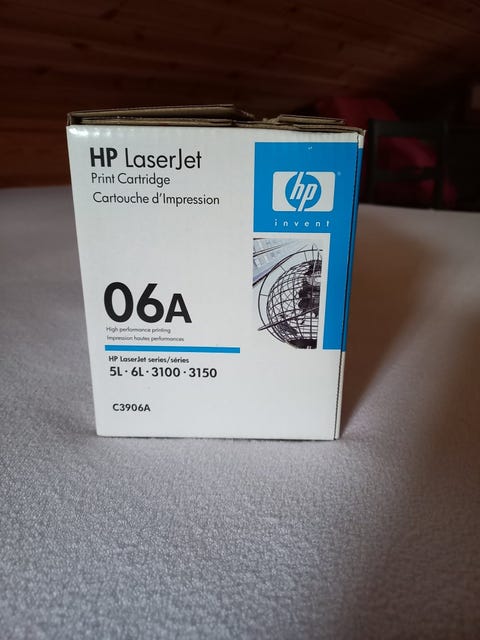 HP LaserJet
Print Cartridge
Cartouche d'Impression
hp
invent
06A
High performance printing
Impression hautes performances
HP LaserJet series/séries
5L · 6L · 3100 · 3150
C3906A